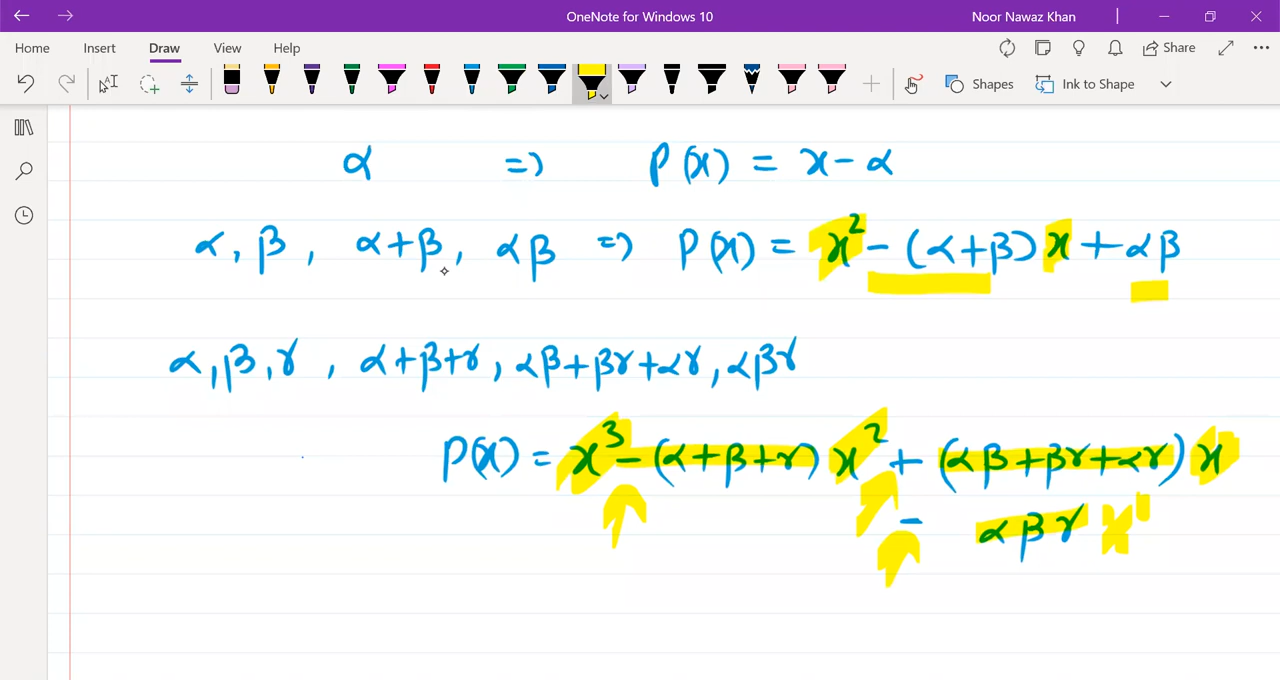 OneNote for Windows 10
Noor Nawaz Khan
Home Insert Draw View Help
Share
Shapes Ink to Shape
α => P(x) = x - α
α, β, α+β, αβ => P(x) = x² - (α+β)x + αβ
α, β, γ, α+β+γ, αβ+βγ+αγ, αβγ
P(x) = x³ - (α+β+γ) x² + (αβ+βγ+αγ) x
- αβγ